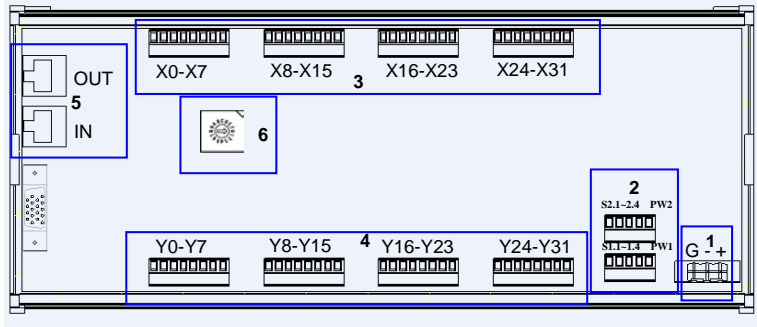 X0-X7 X8-X15 X16-X23 X24-X31
3
OUT
5
IN
6
2
S2.1~2.4 PW2
S1.1~1.4 PW1
1
G - +
Y0-Y7 Y8-Y15 4 Y16-Y23 Y24-Y31